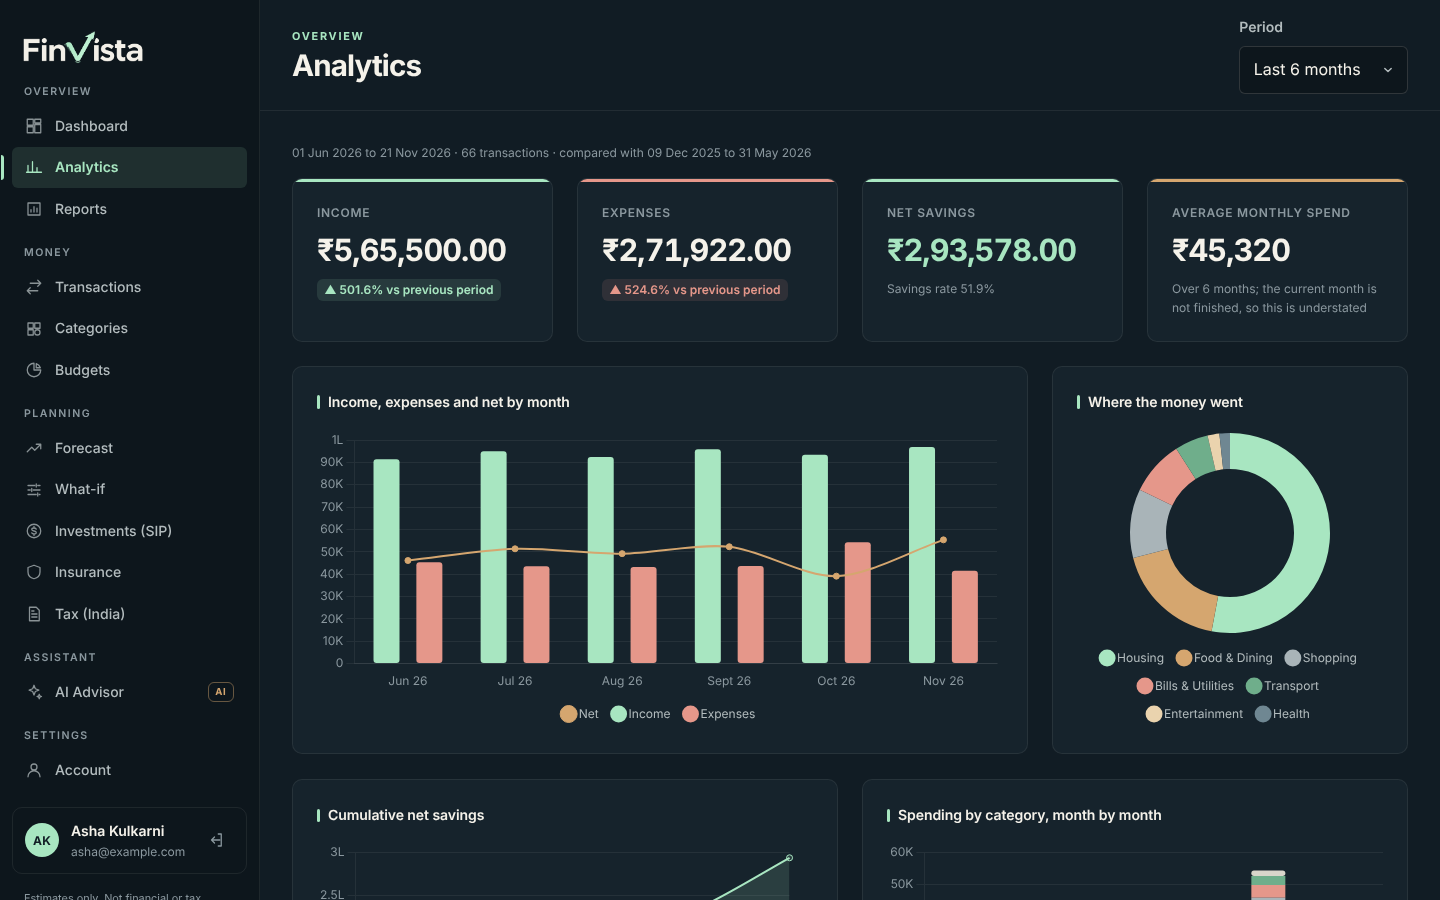 FinVista
OVERVIEW
Dashboard
Analytics
Reports
MONEY
Transactions
Categories
Budgets
PLANNING
Forecast
What-if
Investments (SIP)
Insurance
Tax (India)
ASSISTANT
AI Advisor AI
SETTINGS
Account
AK
Asha Kulkarni
asha@example.com
Estimates only. Not financial or tax
OVERVIEW
Analytics
Period
Last 6 months
01 Jun 2026 to 21 Nov 2026 · 66 transactions · compared with 09 Dec 2025 to 31 May 2026
INCOME
₹5,65,500.00
▲ 501.6% vs previous period
EXPENSES
₹2,71,922.00
▲ 524.6% vs previous period
NET SAVINGS
₹2,93,578.00
Savings rate 51.9%
AVERAGE MONTHLY SPEND
₹45,320
Over 6 months; the current month is
not finished, so this is understated
Income, expenses and net by month
1L
90K
80K
70K
60K
50K
40K
30K
20K
10K
0
Jun 26 Jul 26 Aug 26 Sept 26 Oct 26 Nov 26
Net Income Expenses
Where the money went
Housing Food & Dining Shopping
Bills & Utilities Transport
Entertainment Health
Cumulative net savings
3L
2.5L
Spending by category, month by month
60K
50K